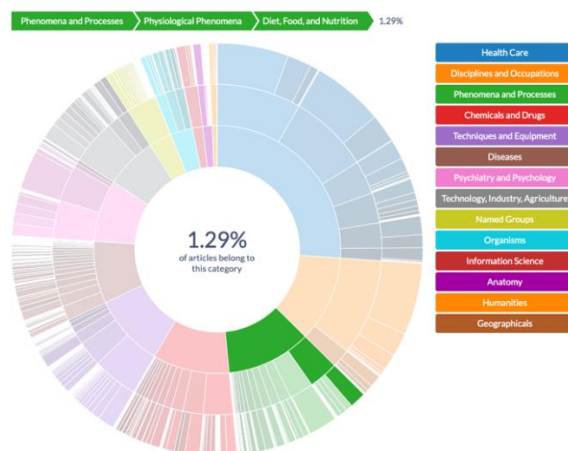 Phenomena and Processes
Physiological Phenomena
Diet, Food, and Nutrition
1.29%
1.29%
of articles belong to
this category
Health Care
Disciplines and Occupations
Phenomena and Processes
Chemicals and Drugs
Techniques and Equipment
Diseases
Psychiatry and Psychology
Technology, Industry, Agriculture
Named Groups
Organisms
Information Science
Anatomy
Humanities
Geographicals